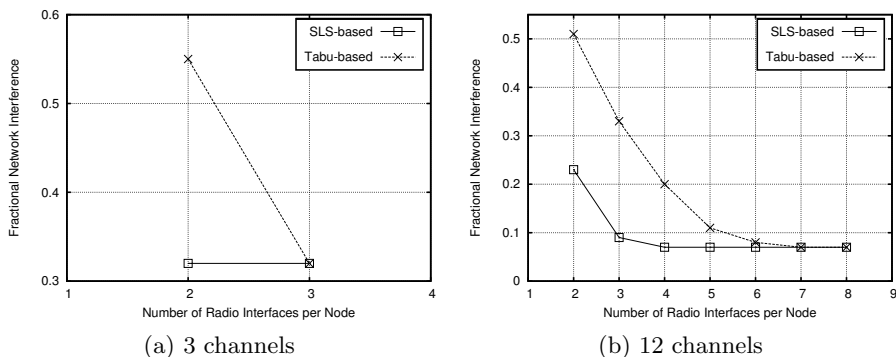 0.6
0.5
0.4
0.3
1
2
3
4
Fractional Network Interference
Number of Radio Interfaces per Node
SLS-based
Tabu-based
(a) 3 channels
0.5
0.4
0.3
0.2
0.1
0
1
2
3
4
5
6
7
8
9
Fractional Network Interference
Number of Radio Interfaces per Node
SLS-based
Tabu-based
(b) 12 channels